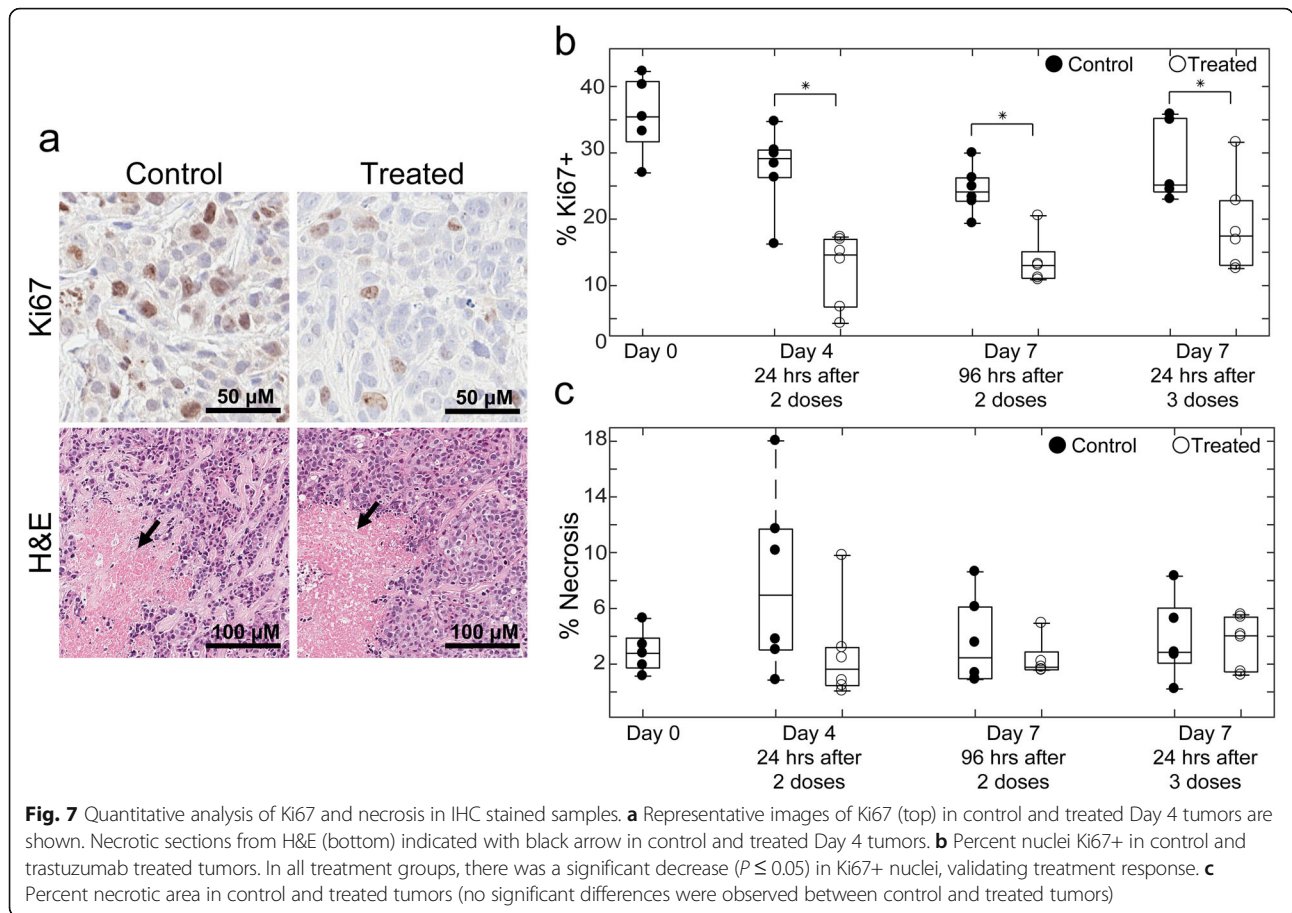 a
Control Treated
Ki67
50 µM 50 µM
H&E
100 µM 100 µM
b
Control Treated
% Ki67+
40
30
20
10
0
* * *
Day 0 Day 4 Day 7 Day 7
24 hrs after 96 hrs after 24 hrs after
2 doses 2 doses 3 doses
c
Control Treated
% Necrosis
18
14
10
6
2
Day 0 Day 4 Day 7 Day 7
24 hrs after 96 hrs after 24 hrs after
2 doses 2 doses 3 doses
Fig. 7 Quantitative analysis of Ki67 and necrosis in IHC stained samples. a Representative images of Ki67 (top) in control and treated Day 4 tumors are
shown. Necrotic sections from H&E (bottom) indicated with black arrow in control and treated Day 4 tumors. b Percent nuclei Ki67+ in control and
trastuzumab treated tumors. In all treatment groups, there was a significant decrease (P ≤ 0.05) in Ki67+ nuclei, validating treatment response. c
Percent necrotic area in control and treated tumors (no significant differences were observed between control and treated tumors)